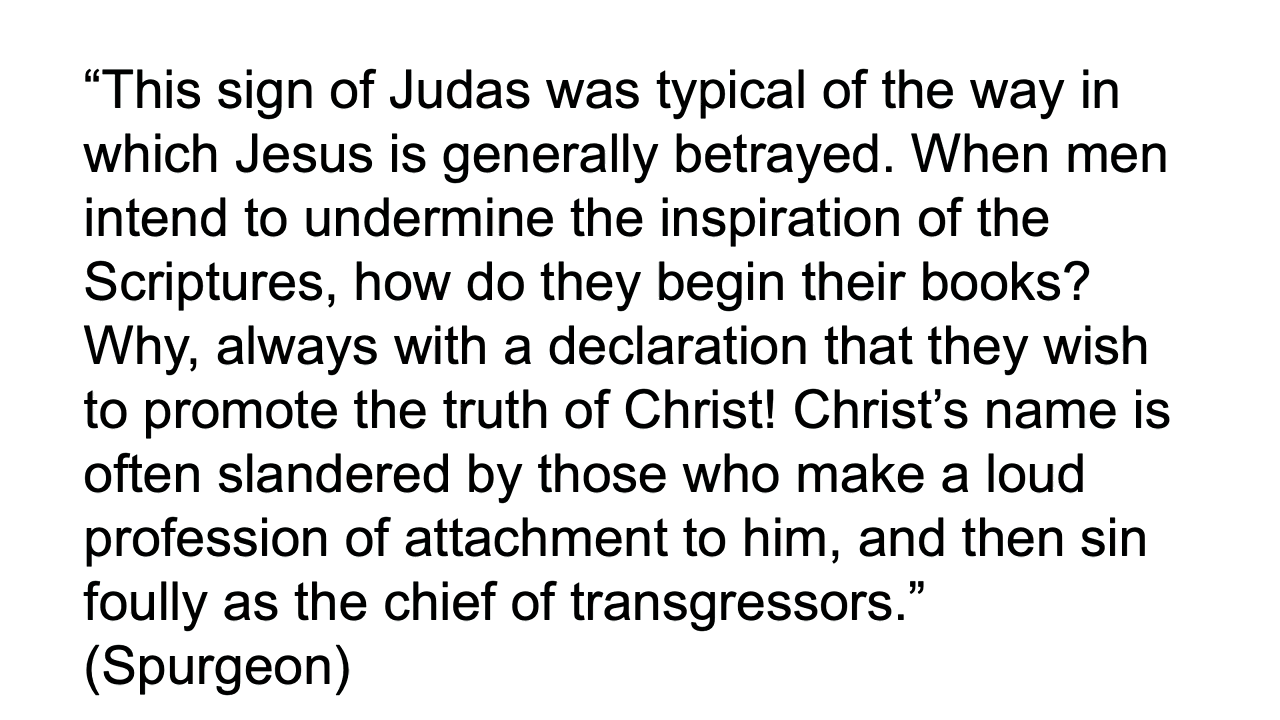 “This sign of Judas was typical of the way in
which Jesus is generally betrayed. When men
intend to undermine the inspiration of the
Scriptures, how do they begin their books?
Why, always with a declaration that they wish
to promote the truth of Christ! Christ’s name is
often slandered by those who make a loud
profession of attachment to him, and then sin
foully as the chief of transgressors.”
(Spurgeon)